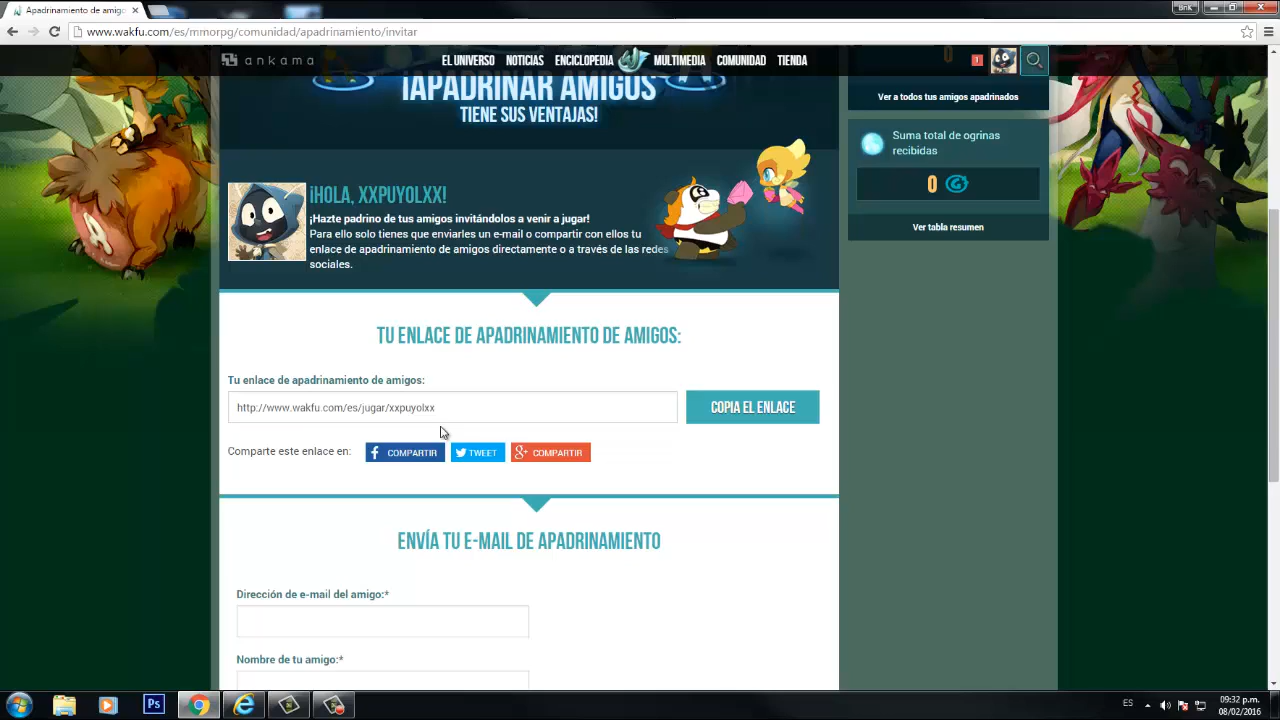 Apadrinamiento de amigo
BriK
www.wakfu.com/es/mmorpg/comunidad/apadrinamiento/invitar
ankama
EL UNIVERSO
NOTICIAS
ENCICLOPEDIA
MULTIMEDIA
COMUNIDAD
TIENDA
1
¡APADRINAR AMIGOS
TIENE SUS VENTAJAS!
Ver a todos tus amigos apadrinados
Suma total de ogrinas
recibidas
0
Ver tabla resumen
¡HOLA, XXPUYOLXX!
¡Hazte padrino de tus amigos invitándolos a venir a jugar!
Para ello solo tienes que enviarles un e-mail o compartir con ellos tu
enlace de apadrinamiento de amigos directamente o a través de las redes
sociales.
TU ENLACE DE APADRINAMIENTO DE AMIGOS:
Tu enlace de apadrinamiento de amigos:
http://www.wakfu.com/es/jugar/xxpuyolxx
COPIA EL ENLACE
Comparte este enlace en:
COMPARTIR
TWEET
COMPARTIR
ENVÍA TU E-MAIL DE APADRINAMIENTO
Dirección de e-mail del amigo:*
Nombre de tu amigo:*
Ps
ES
09:32 p.m.
08/02/2016